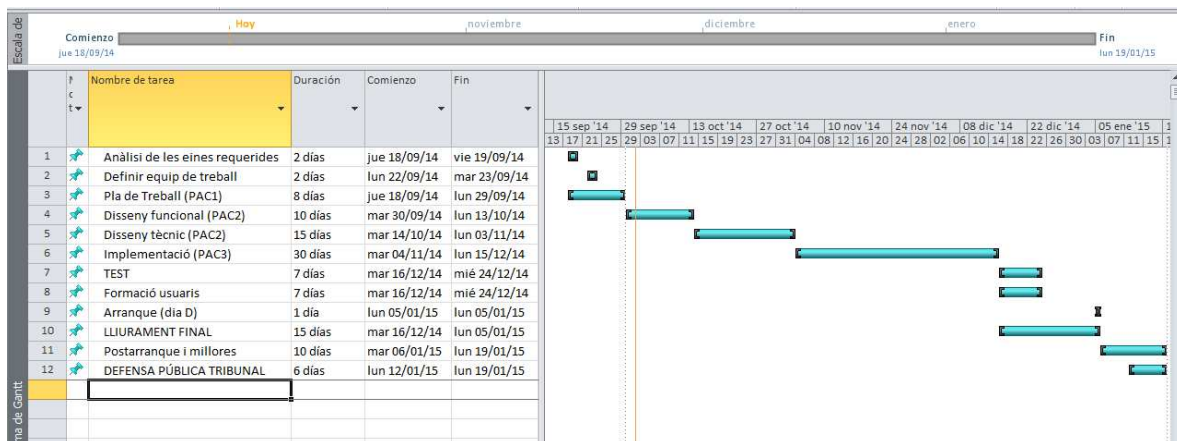 Escala de
Hoy noviembre diciembre enero
Comienzo Fin
jue 18/09/14 lun 19/01/15
Nombre de tarea Duración Comienzo Fin
15 sep '14 29 sep '14 13 oct '14 27 oct '14 10 nov '14 24 nov '14 08 dic '14 22 dic '14 05 ene '15
13 17 21 25 29 03 07 11 15 19 23 27 31 04 08 12 16 20 24 28 02 06 10 14 18 22 26 30 03 07 11 15
1 Anàlisi de les eines requerides 2 días jue 18/09/14 vie 19/09/14
2 Definir equip de treball 2 días lun 22/09/14 mar 23/09/14
3 Pla de Treball (PAC1) 8 días jue 18/09/14 lun 29/09/14
4 Disseny funcional (PAC2) 10 días mar 30/09/14 lun 13/10/14
5 Disseny tècnic (PAC2) 15 días mar 14/10/14 lun 03/11/14
6 Implementació (PAC3) 30 días mar 04/11/14 lun 15/12/14
7 TEST 7 días mar 16/12/14 mié 24/12/14
8 Formació usuaris 7 días mar 16/12/14 mié 24/12/14
9 Arranque (dia D) 1 día lun 05/01/15 lun 05/01/15
10 LLIURAMENT FINAL 15 días mar 16/12/14 lun 05/01/15
11 Postarranque i millores 10 días mar 06/01/15 lun 19/01/15
12 DEFENSA PÚBLICA TRIBUNAL 6 días lun 12/01/15 lun 19/01/15
ma de Gantt